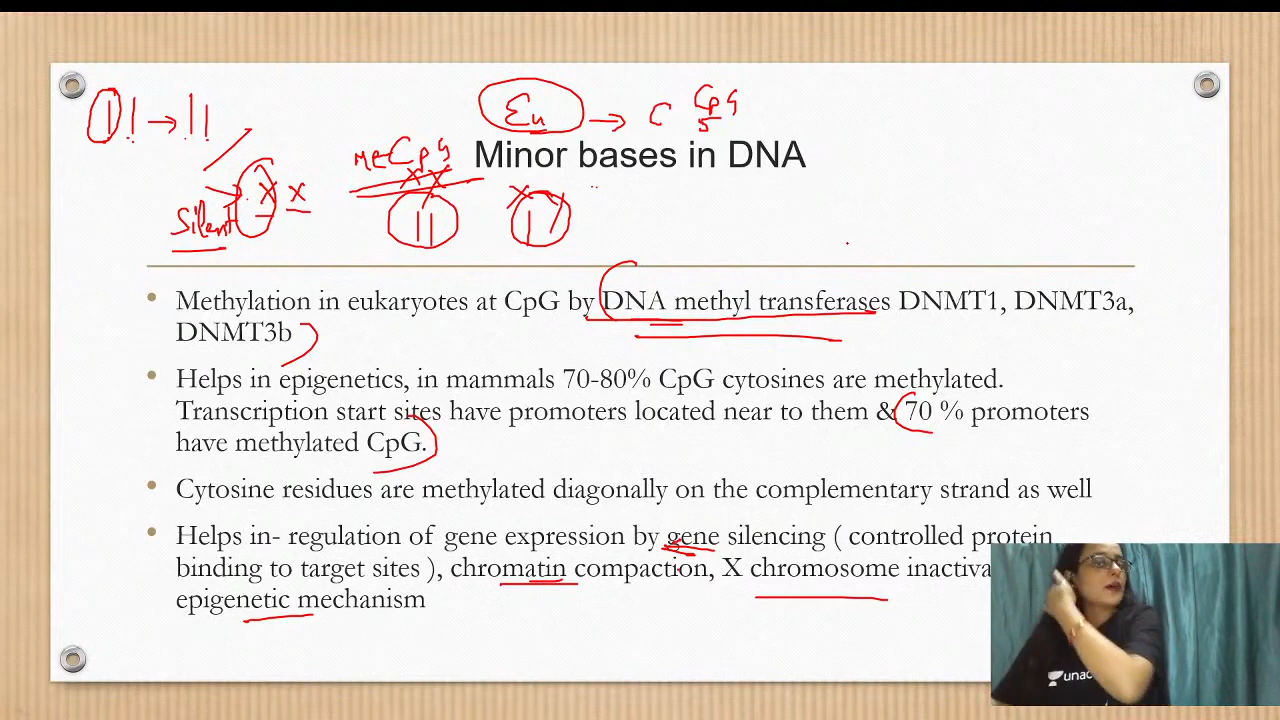 Eu → C CpG
5
MeCpG
Minor bases in DNA
Silent
• Methylation in eukaryotes at CpG by DNA methyl transferases DNMT1, DNMT3a,
DNMT3b
• Helps in epigenetics, in mammals 70-80% CpG cytosines are methylated.
Transcription start sites have promoters located near to them & 70 % promoters
have methylated CpG.
• Cytosine residues are methylated diagonally on the complementary strand as well
• Helps in- regulation of gene expression by gene silencing ( controlled protein
binding to target sites ), chromatin compaction, X chromosome inactiva
epigenetic mechanism
unac